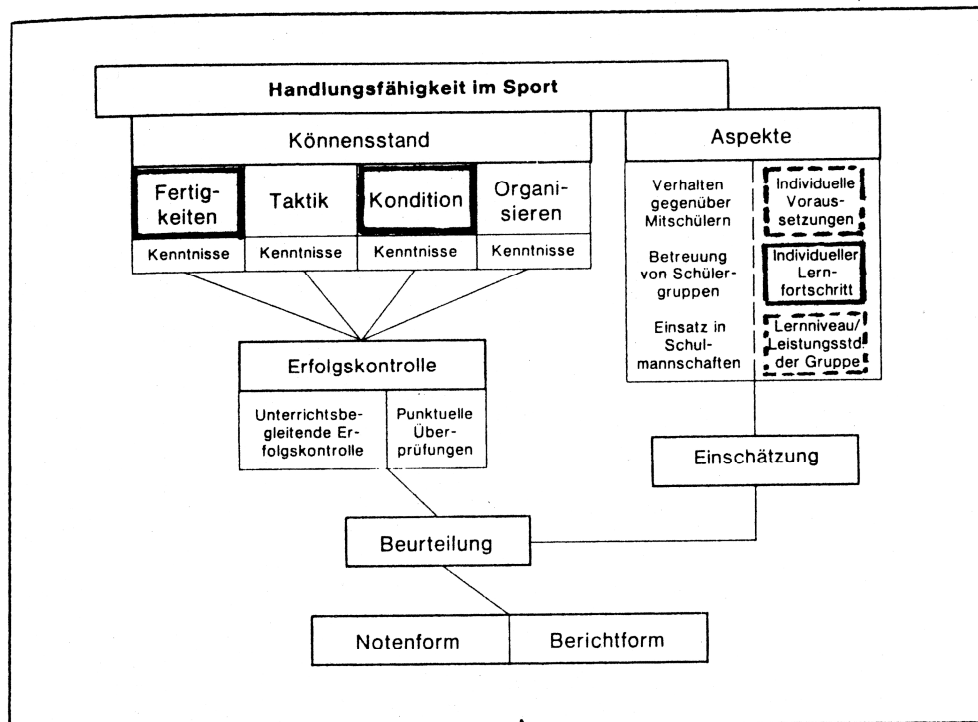 Handlungsfähigkeit im Sport
Könnensstand
Fertig-
keiten
Taktik
Kondition
Organi-
sieren
Kenntnisse
Kenntnisse
Kenntnisse
Kenntnisse
Aspekte
Verhalten
gegenüber
Mitschülern
Individuelle
Voraus-
setzungen
Betreuung
von Schüler-
gruppen
Individueller
Lern-
fortschritt
Einsatz in
Schul-
mannschaften
Lernniveau/
Leistungsstd.
der Gruppe
Erfolgskontrolle
Unterrichtsbe-
gleitende Er-
folgskontrolle
Punktuelle
Über-
prüfungen
Einschätzung
Beurteilung
Notenform
Berichtform